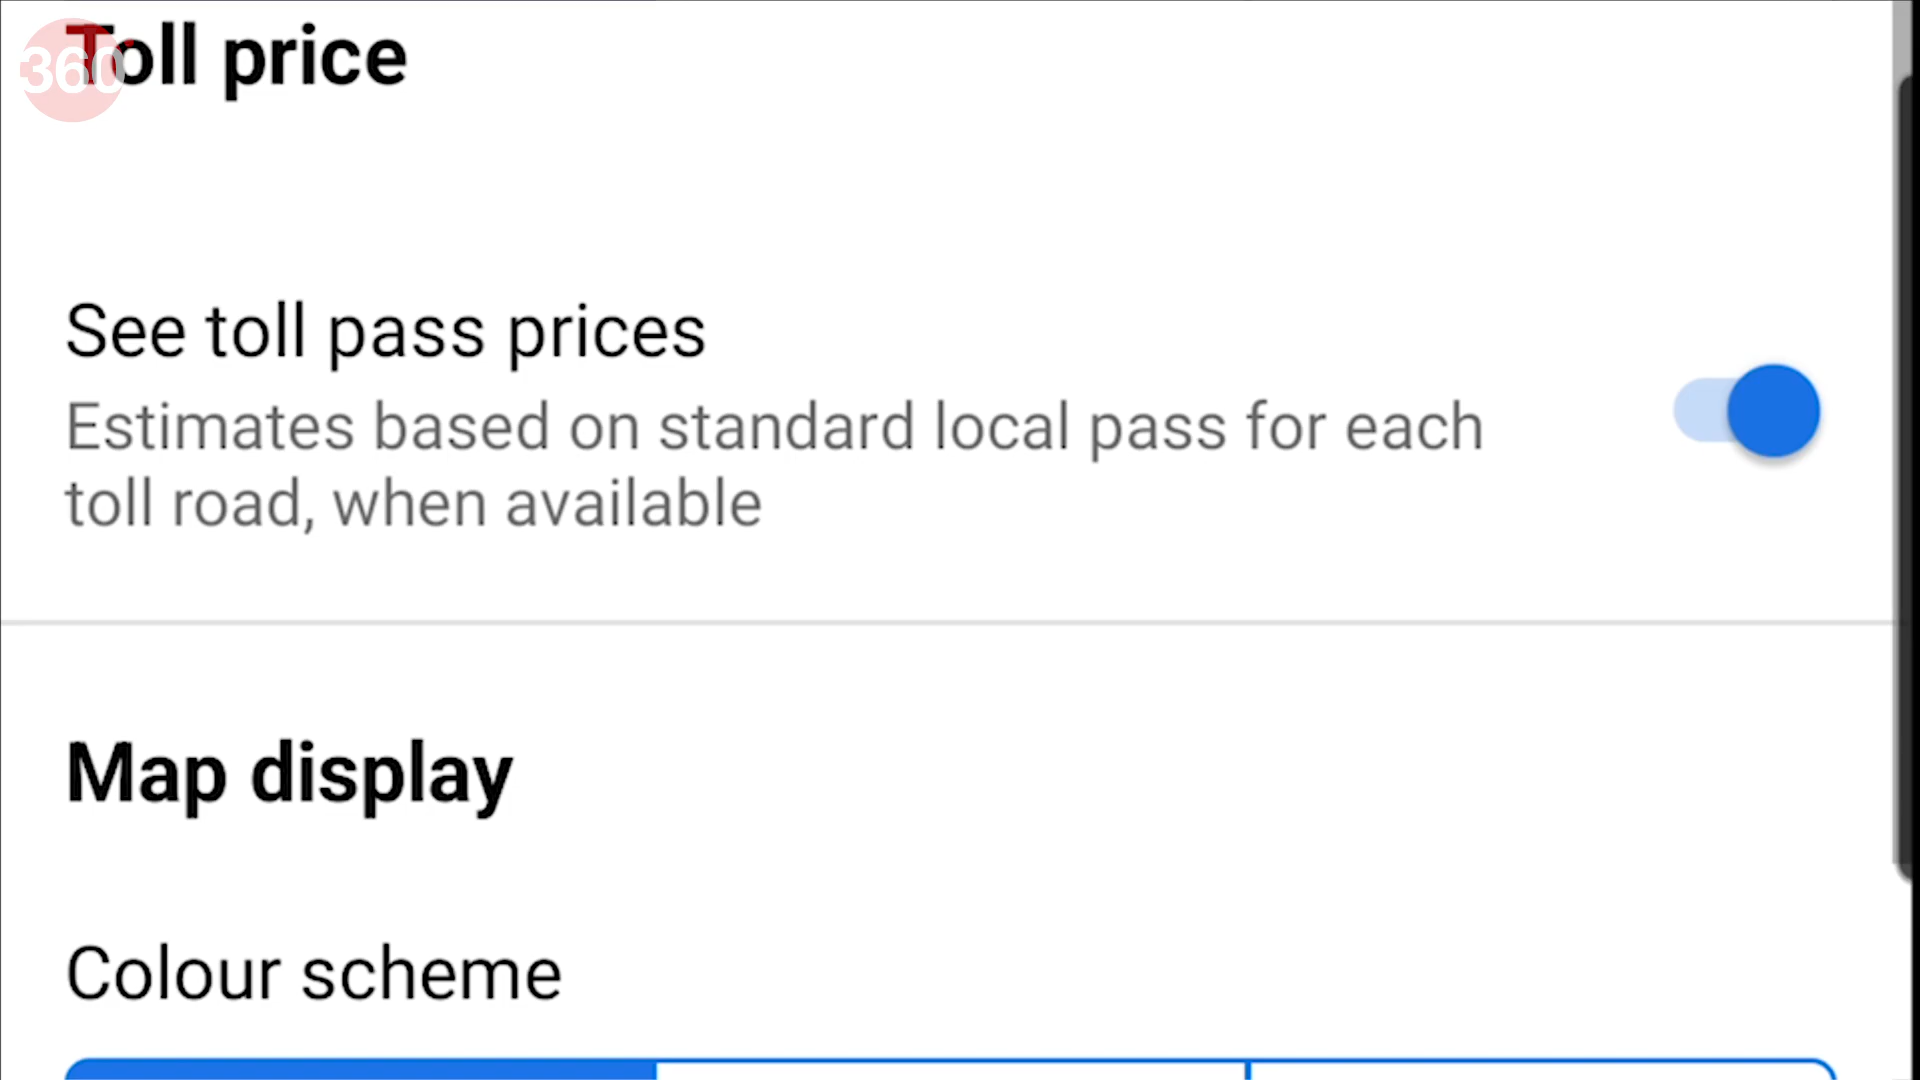 Toll price
360
See toll pass prices
Estimates based on standard local pass for each
toll road, when available
Map display
Colour scheme